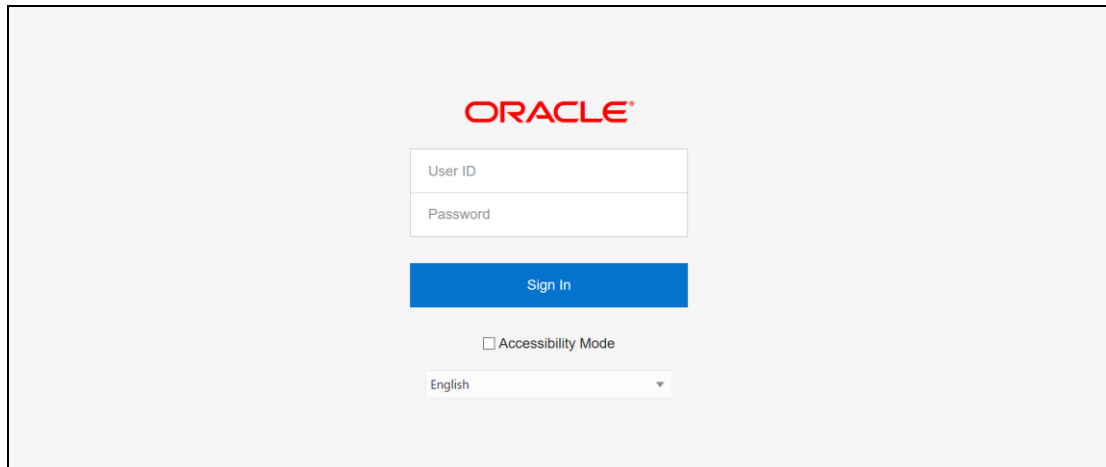 ORACLE®
User ID
Password
Sign In
Accessibility Mode
English